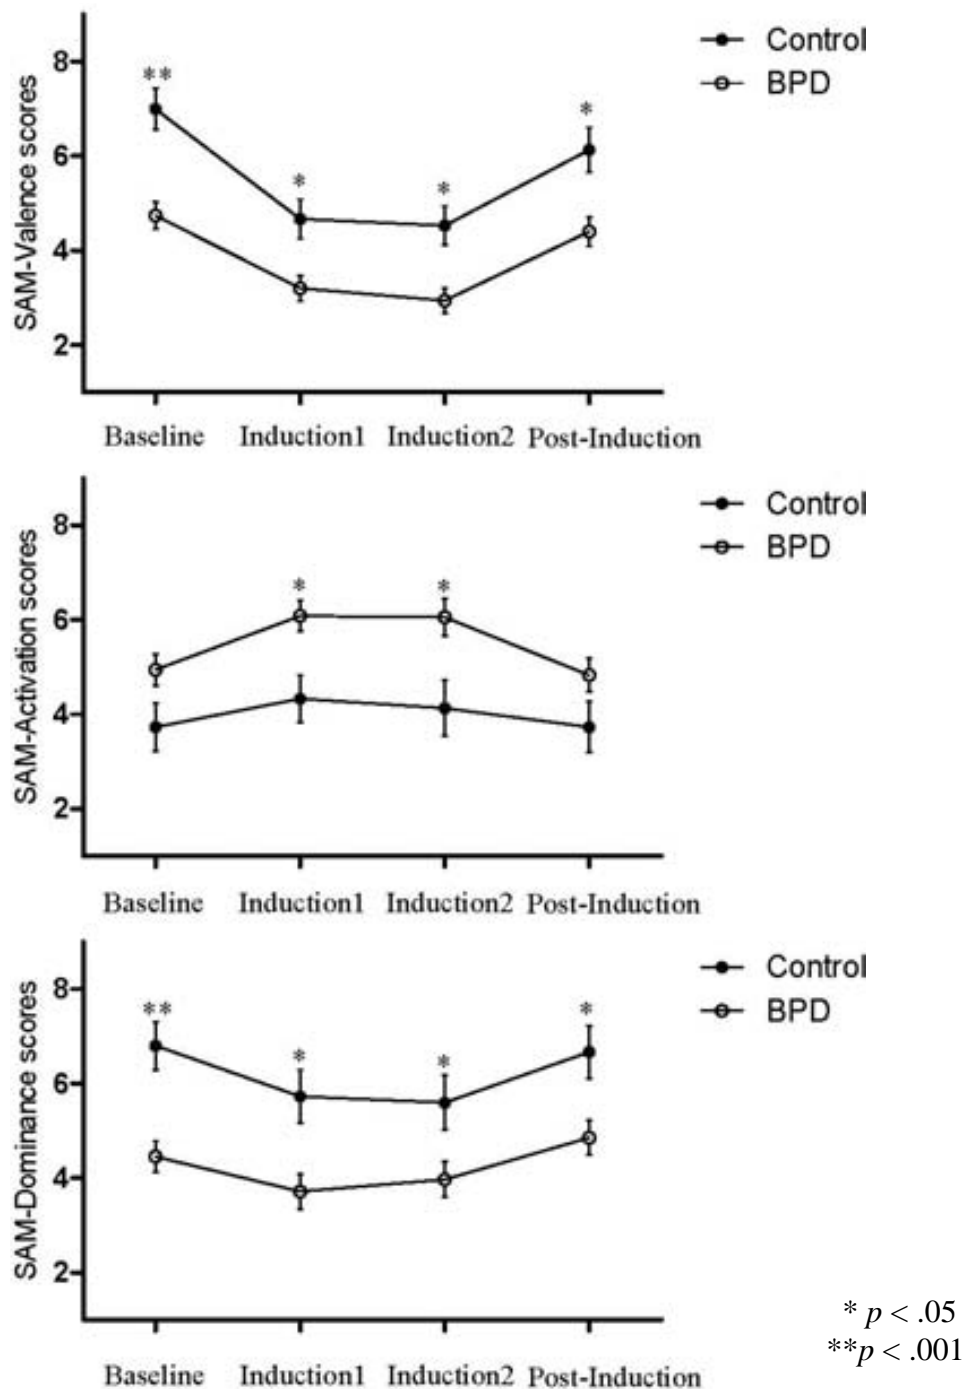 Control
BPD
SAM-Valence scores
8
6
4
2
**
*
*
*
Baseline Induction1 Induction2 Post-Induction
Control
BPD
SAM-Activation scores
8
6
4
2
*
*
Baseline Induction1 Induction2 Post-Induction
Control
BPD
SAM-Dominance scores
8
6
4
2
**
*
*
*
Baseline Induction1 Induction2 Post-Induction
* p < .05
**p < .001